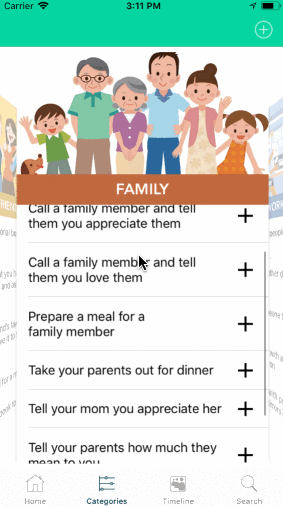 Carrier 3:11 PM
FAMILY
Call a family member and tell
them you appreciate them
Call a family member and tell
them you love them
Prepare a meal for a
family member
Take your parents out for dinner
Tell your mom you appreciate her
Tell your parents how much they
mean to you
Home Categories Timeline Search